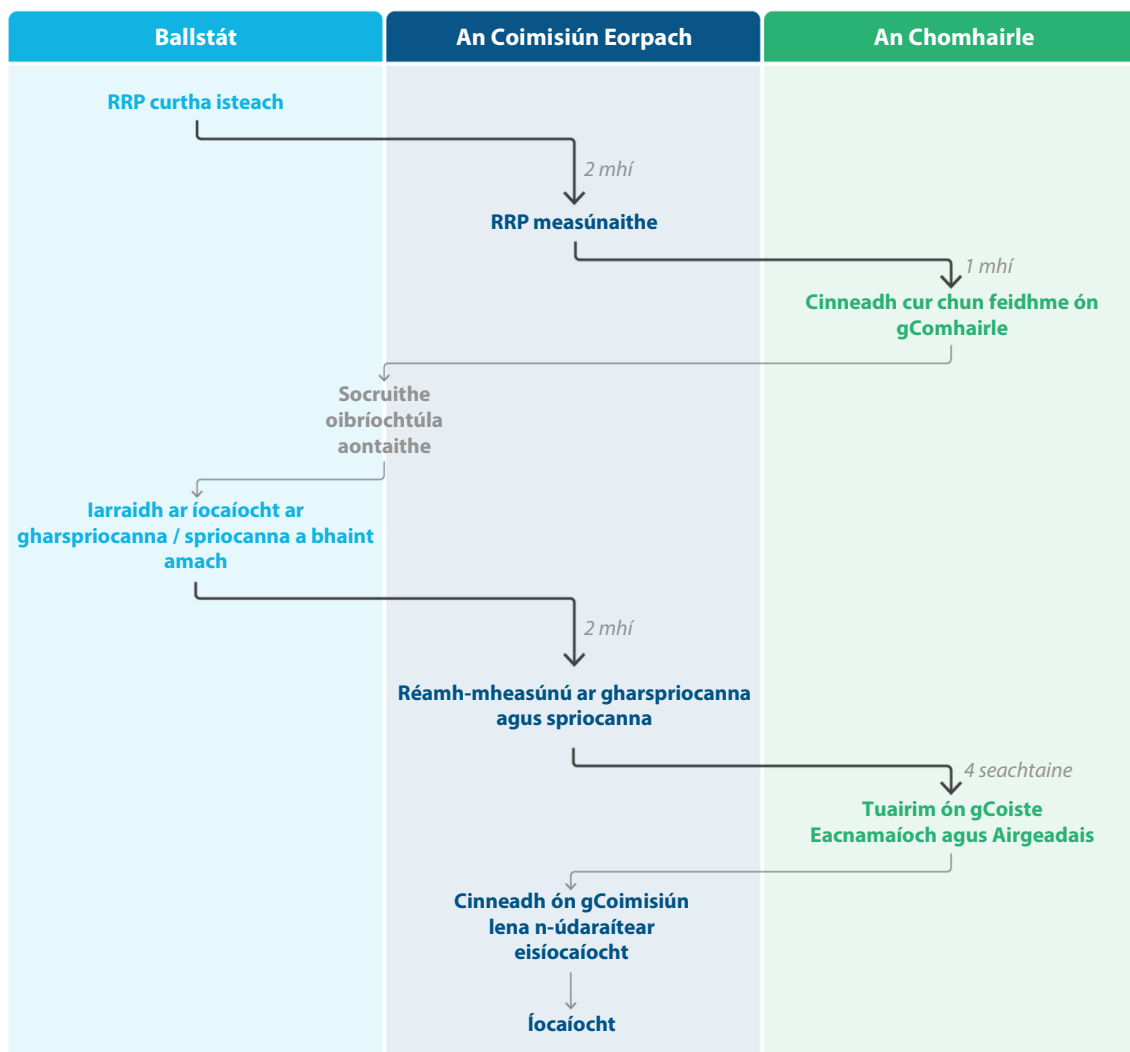 Ballstát
An Coimisiún Eorpach
An Chomhairle
RRP curtha isteach
2 mhí
RRP measúnaithe
1 mhí
Cinneadh cur chun feidhme ón
gComhairle
Socruithe
oibríochtúla
aontaithe
Iarraidh ar íocaíocht ar
gharspriocanna / spriocanna a bhaint
amach
2 mhí
Réamh-mheasúnú ar gharspriocanna
agus spriocanna
4 seachtaine
Tuairim ón gCoiste
Eacnamaíoch agus Airgeadais
Cinneadh ón gCoimisiún
lena n-údaraítear
eisíocaíocht
Íocaíocht